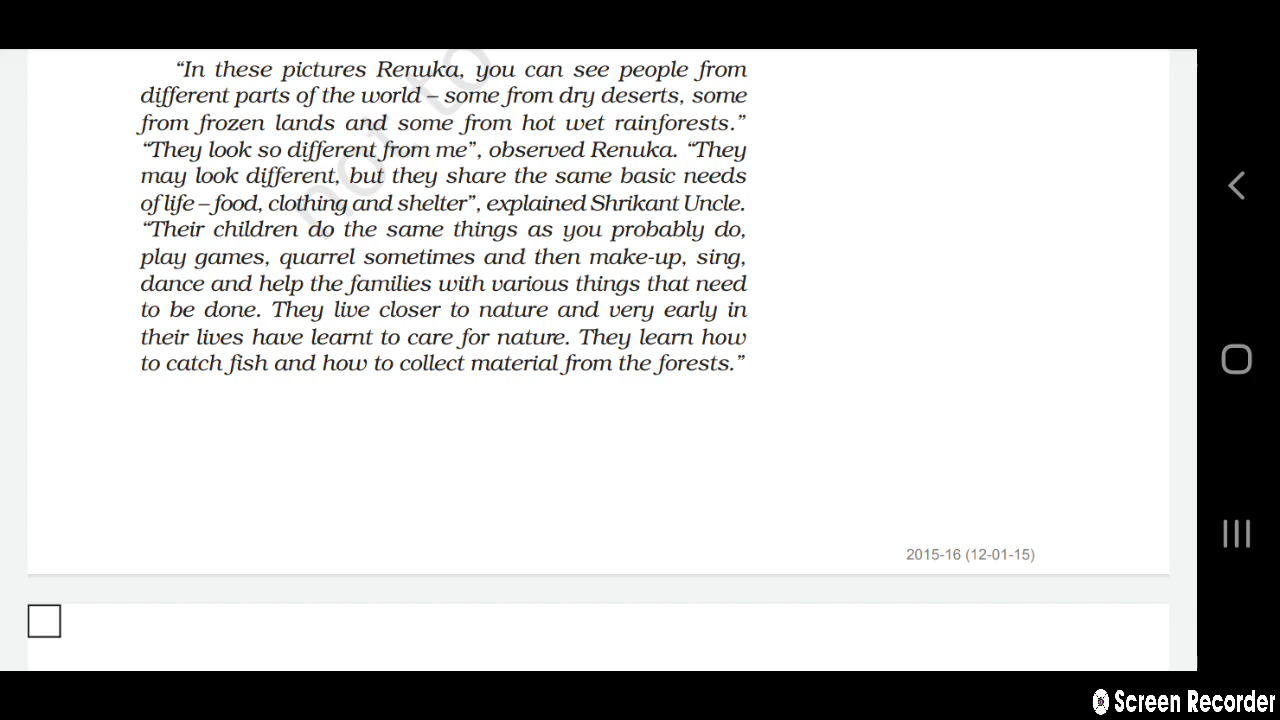 “In these pictures Renuka, you can see people from
different parts of the world – some from dry deserts, some
from frozen lands and some from hot wet rainforests.”
“They look so different from me”, observed Renuka. “They
may look different, but they share the same basic needs
of life – food, clothing and shelter”, explained Shrikant Uncle.
“Their children do the same things as you probably do,
play games, quarrel sometimes and then make-up, sing,
dance and help the families with various things that need
to be done. They live closer to nature and very early in
their lives have learnt to care for nature. They learn how
to catch fish and how to collect material from the forests.”
not to
2015-16 (12-01-15)
Screen Recorder